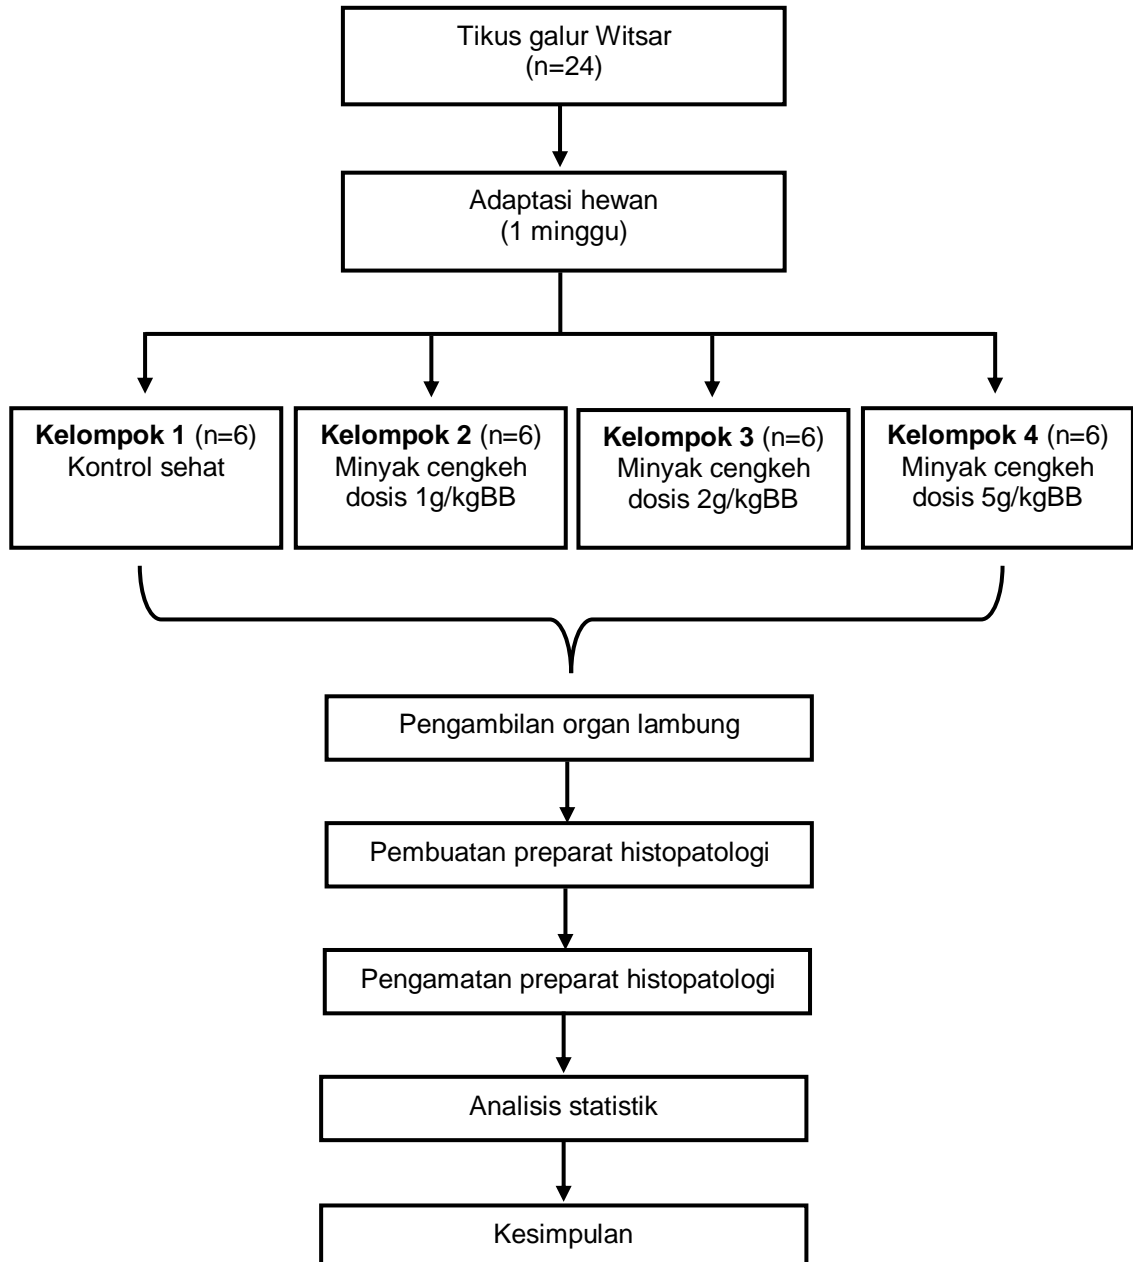 Tikus galur Witsar
(n=24)
Adaptasi hewan
(1 minggu)
Kelompok 1 (n=6)
Kontrol sehat
Kelompok 2 (n=6)
Minyak cengkeh
dosis 1g/kgBB
Kelompok 3 (n=6)
Minyak cengkeh
dosis 2g/kgBB
Kelompok 4 (n=6)
Minyak cengkeh
dosis 5g/kgBB
Pengambilan organ lambung
Pembuatan preparat histopatologi
Pengamatan preparat histopatologi
Analisis statistik
Kesimpulan